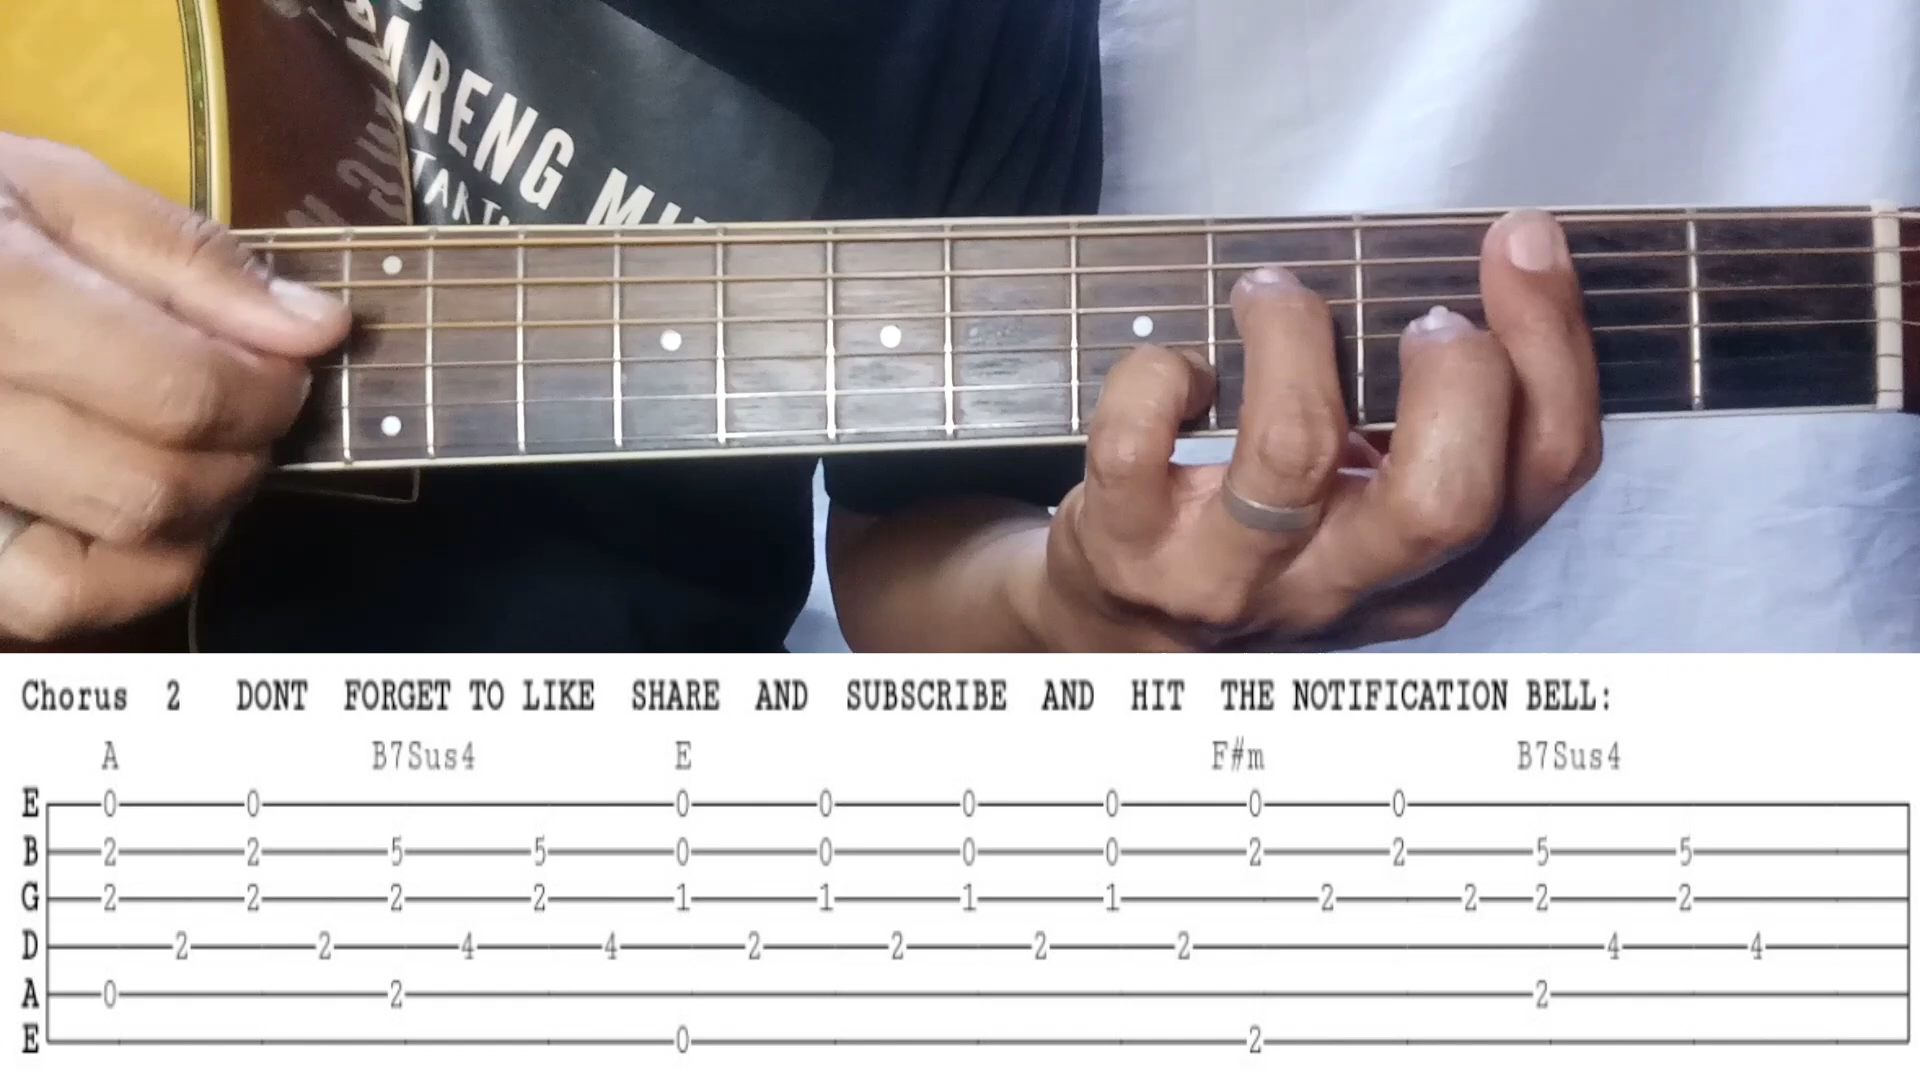 RENG MI
TART
Chorus 2 DONT FORGET TO LIKE SHARE AND SUBSCRIBE AND HIT THE NOTIFICATION BELL:
A B7Sus4 E F#m B7Sus4
E 0 0 0 0 0 0 0 0
B 2 2 5 5 0 0 0 0 2 2 5 5
G 2 2 2 2 1 1 1 1 2 2 2 2
D 2 2 4 4 2 2 2 2 4 4
A 0 2 2
E 0 2